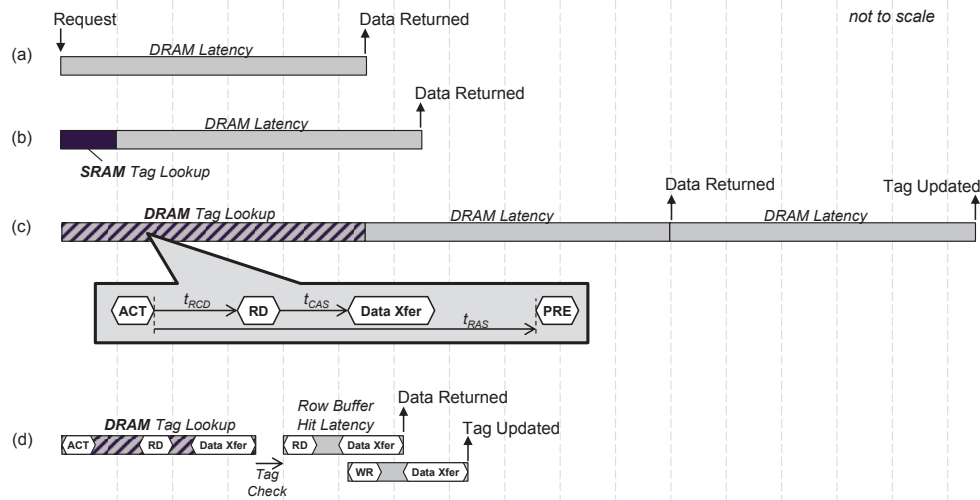 Request
Data Returned
not to scale
(a)
DRAM Latency
Data Returned
(b)
DRAM Latency
SRAM Tag Lookup
Data Returned
Tag Updated
(c)
DRAM Tag Lookup
DRAM Latency
DRAM Latency
ACT
tRCD
RD
tCAS
Data Xfer
tRAS
PRE
Data Returned
Row Buffer
Hit Latency
DRAM Tag Lookup
Tag Updated
(d)
ACT
RD
Data Xfer
RD
Data Xfer
Tag
Check
WR
Data Xfer